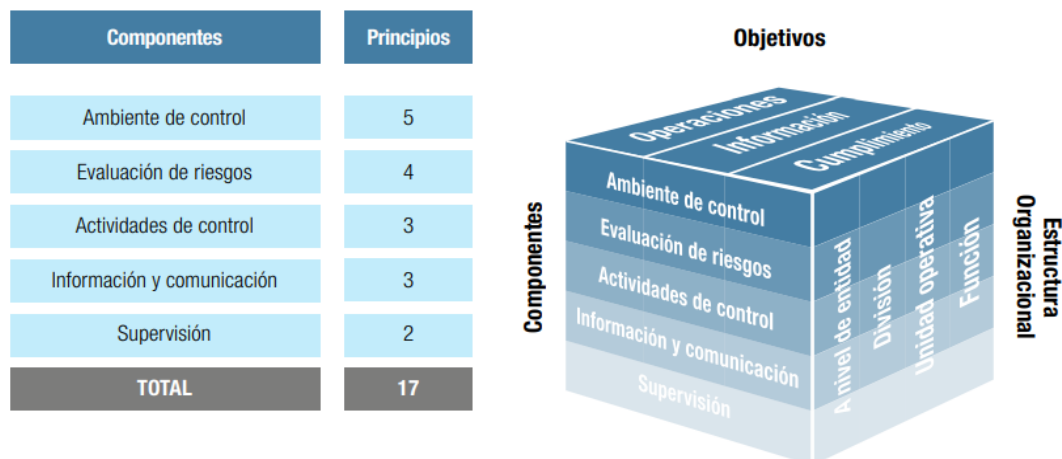 Componentes Principios
Ambiente de control 5
Evaluación de riesgos 4
Actividades de control 3
Información y comunicación 3
Supervisión 2
TOTAL 17
Objetivos
Operaciones
Información
Cumplimiento
Componentes
Ambiente de control
Evaluación de riesgos
Actividades de control
Información y comunicación
Supervisión
A nivel de entidad
División
Unidad operativa
Función
Estructura
Organizacional